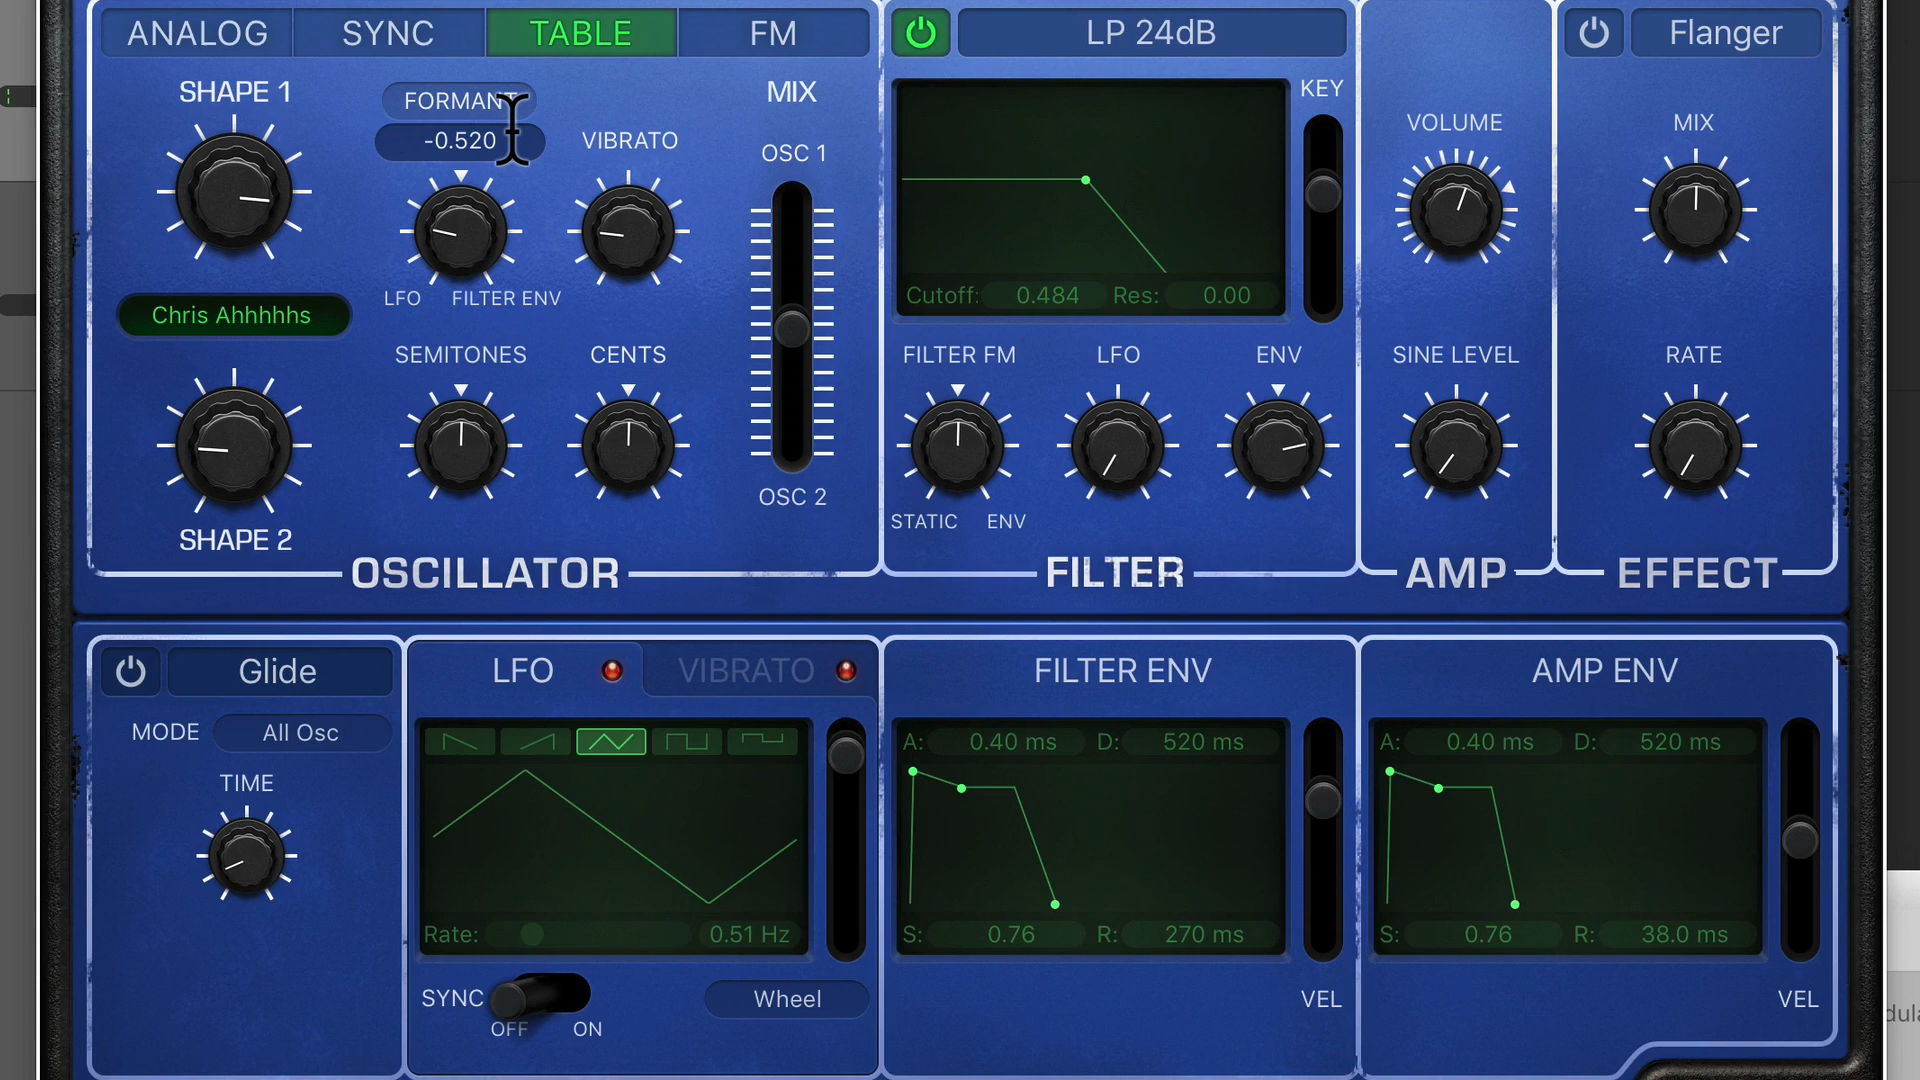 ANALOG SYNC TABLE FM
LP 24dB
Flanger
SHAPE 1
FORMANT
-0.520
VIBRATO
MIX
OSC 1
KEY
VOLUME
MIX
LFO FILTER ENV
Chris Ahhhhhs
Cutoff: 0.484 Res: 0.00
SEMITONES
CENTS
FILTER FM
LFO
ENV
SINE LEVEL
RATE
OSC 2
STATIC ENV
SHAPE 2
OSCILLATOR
FILTER
AMP
EFFECT
Glide
LFO
VIBRATO
FILTER ENV
AMP ENV
MODE All Osc
TIME
A: 0.40 ms D: 520 ms
A: 0.40 ms D: 520 ms
Rate: 0.51 Hz
S: 0.76 R: 270 ms
S: 0.76 R: 38.0 ms
SYNC
OFF ON
Wheel
VEL
VEL